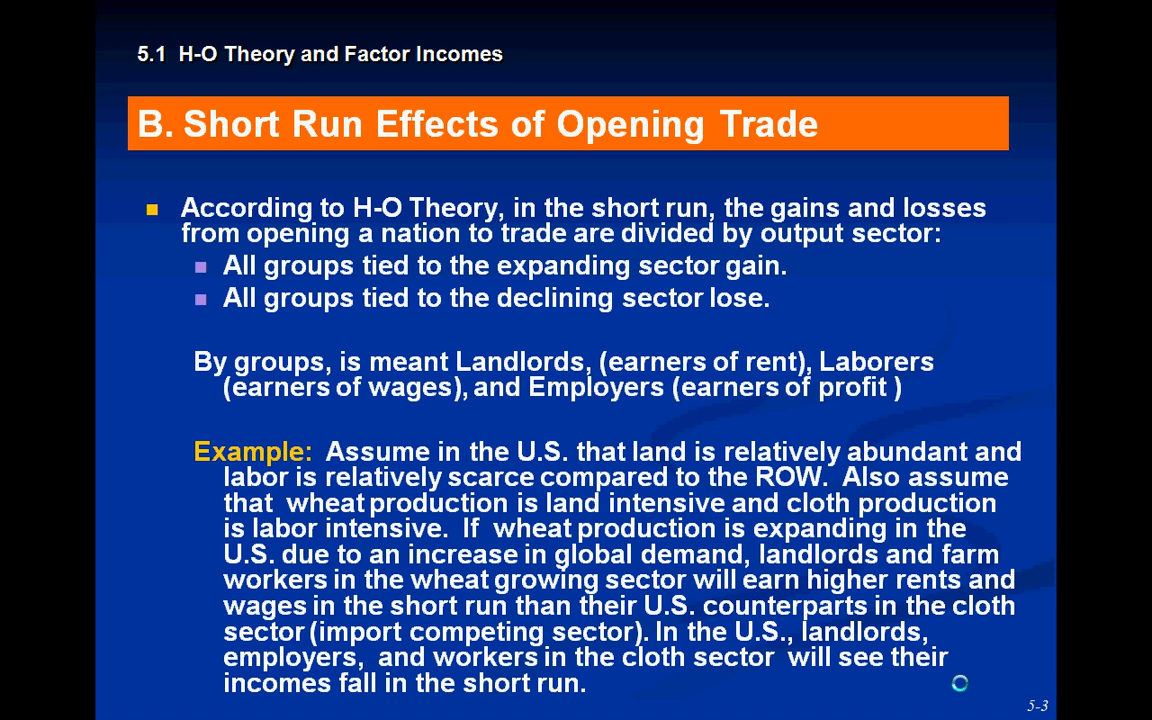 5.1 H-O Theory and Factor Incomes
B. Short Run Effects of Opening Trade
According to H-O Theory, in the short run, the gains and losses
from opening a nation to trade are divided by output sector:
All groups tied to the expanding sector gain.
All groups tied to the declining sector lose.
By groups, is meant Landlords, (earners of rent), Laborers
(earners of wages), and Employers (earners of profit )
Example: Assume in the U.S. that land is relatively abundant and
labor is relatively scarce compared to the ROW. Also assume
that wheat production is land intensive and cloth production
is labor intensive. If wheat production is expanding in the
U.S. due to an increase in global demand, landlords and farm
workers in the wheat growing sector will earn higher rents and
wages in the short run than their U.S. counterparts in the cloth
sector (import competing sector). In the U.S., landlords,
employers, and workers in the cloth sector will see their
incomes fall in the short run.
5-3